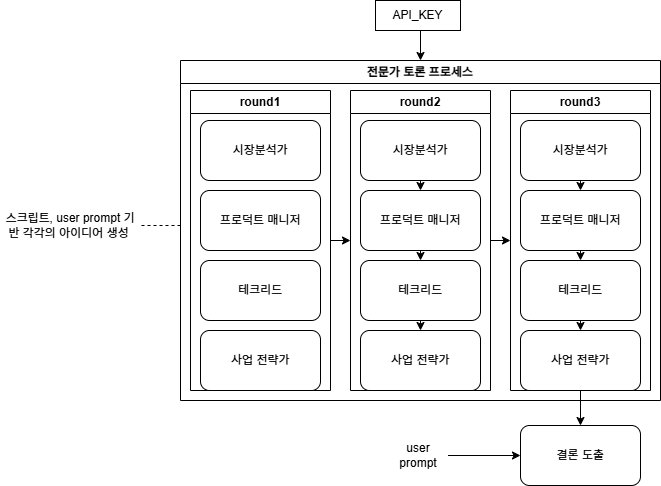 API_KEY
전문가 토론 프로세스
round1
round2
round3
시장분석가
시장분석가
시장분석가
스크립트, user prompt 기
반 각각의 아이디어 생성
프로덕트 매니저
프로덕트 매니저
프로덕트 매니저
테크리드
테크리드
테크리드
사업 전략가
사업 전략가
사업 전략가
user
prompt
결론 도출